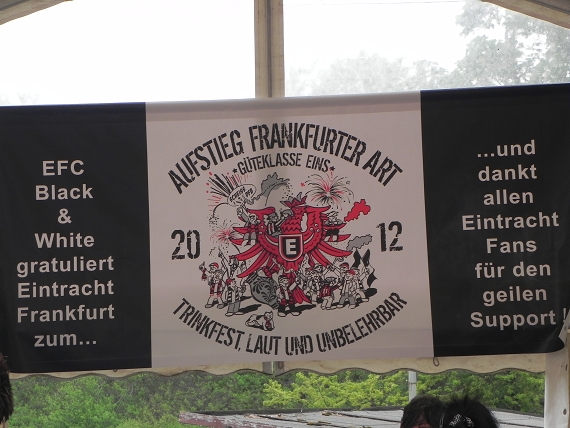 EFC
Black
&
White
gratuliert
Eintracht
Frankfurt
zum...
AUFSTIEG FRANKFURTER ART
GÜTEKLASSE EINS
20 12
E
TRINKFEST, LAUT UND UNBELEHRBAR
...und
dankt
allen
Eintracht
Fans
für den
geilen
Support!